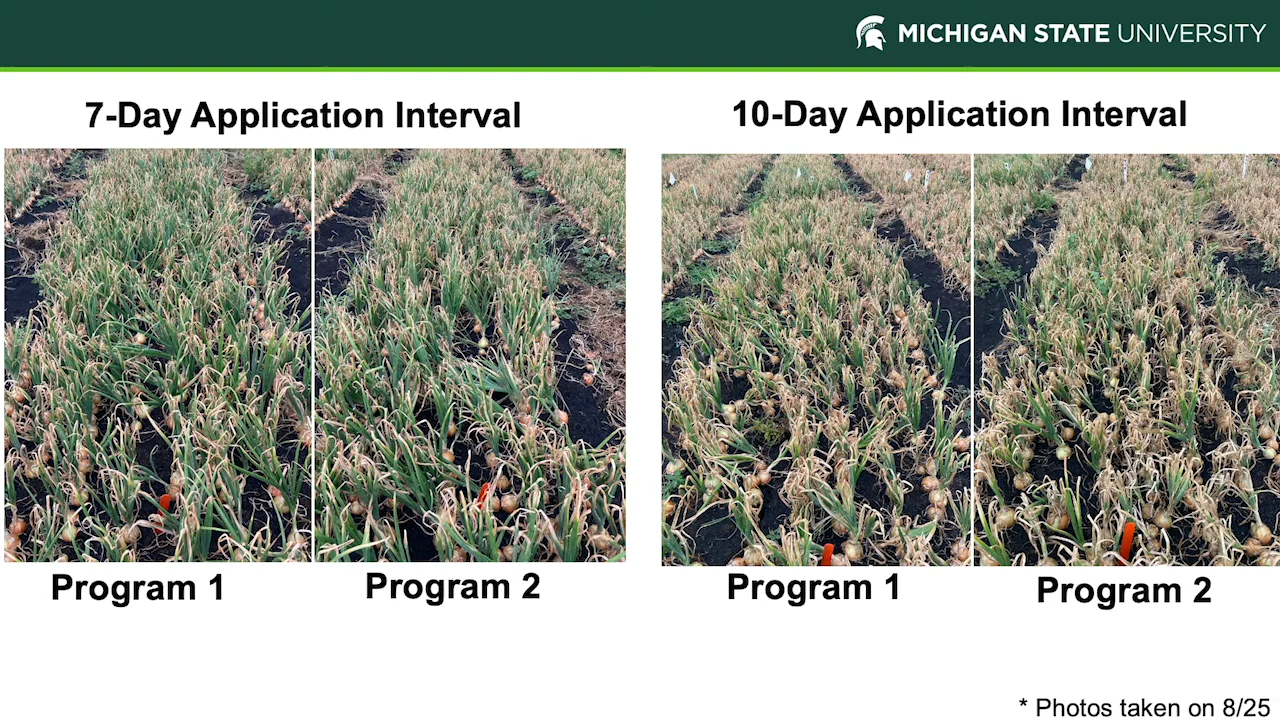 MICHIGAN STATE UNIVERSITY
7-Day Application Interval
10-Day Application Interval
Program 1
Program 2
Program 1
Program 2
* Photos taken on 8/25